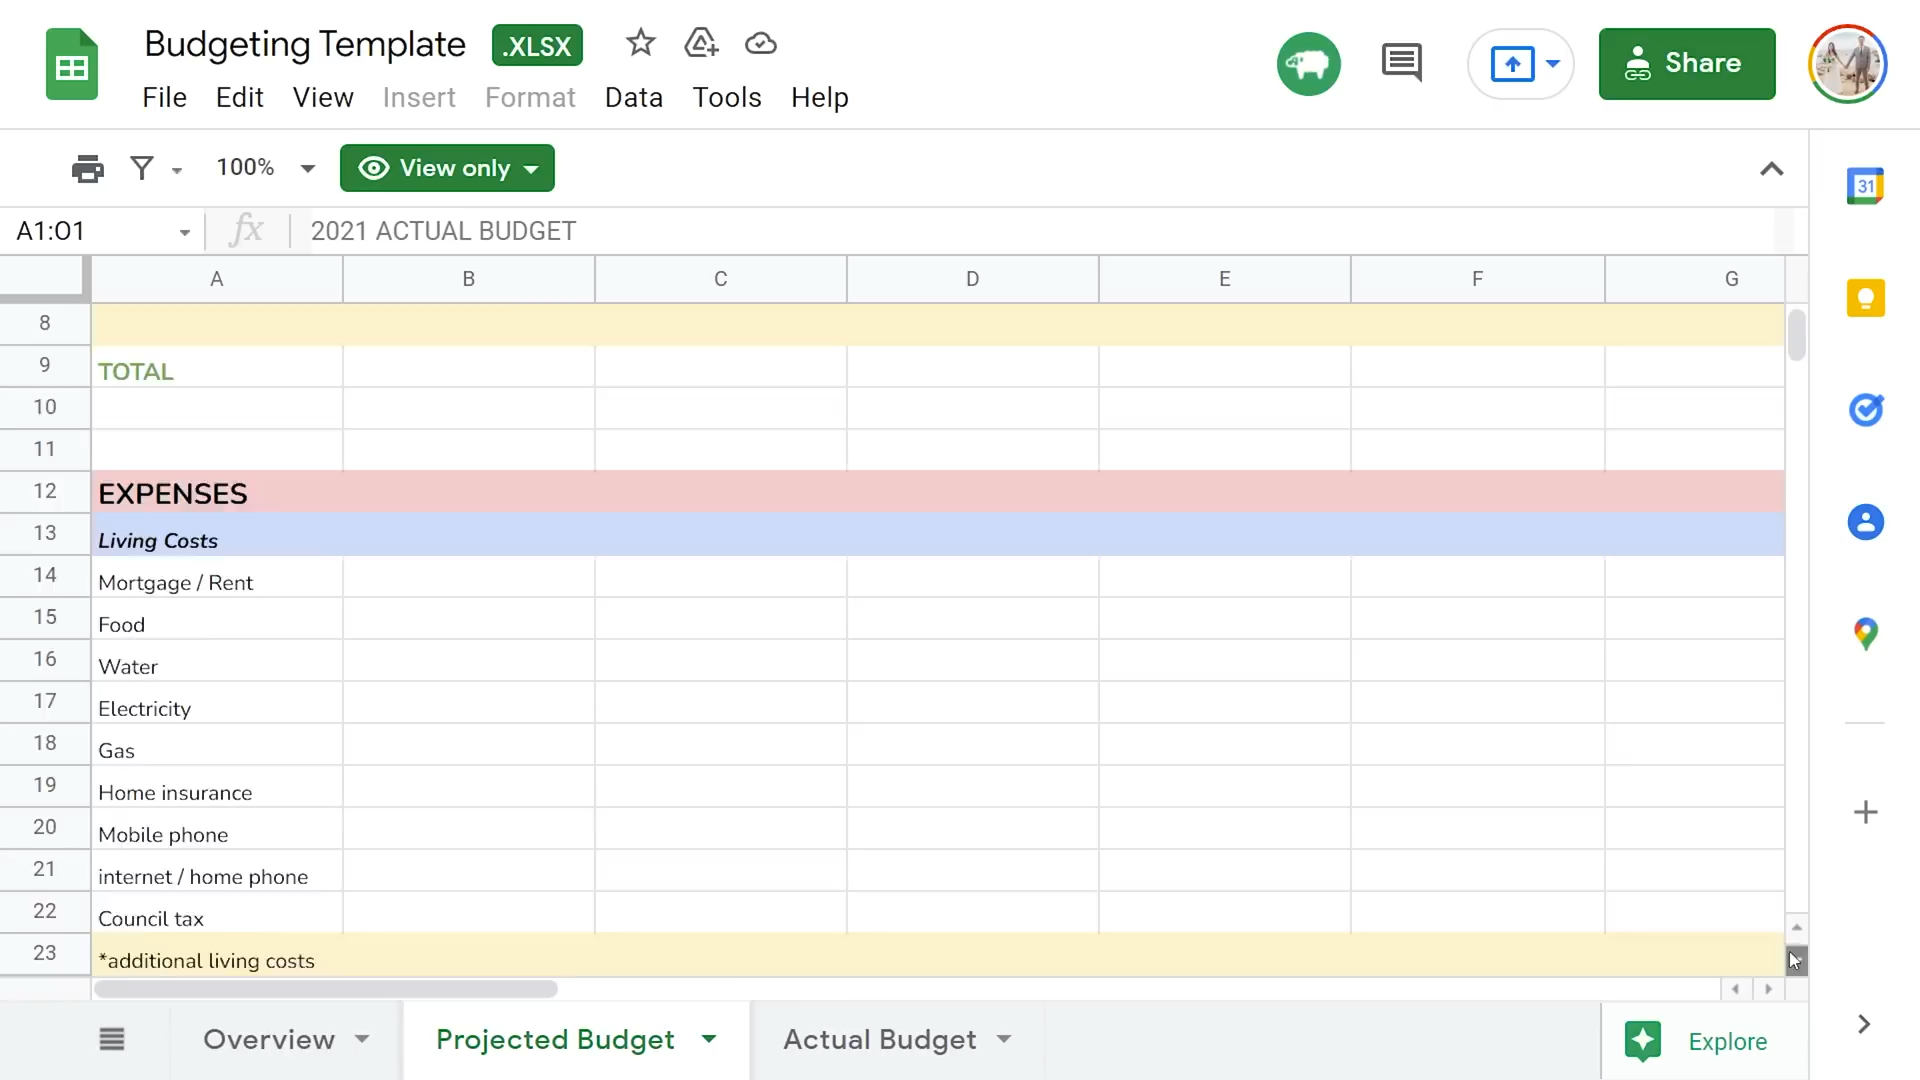 Budgeting Template .XLSX
File Edit View Insert Format Data Tools Help
Share
100% View only
A1:O1 fx 2021 ACTUAL BUDGET
31
A B C D E F G
8
9 TOTAL
10
11
12 EXPENSES
13 Living Costs
14 Mortgage / Rent
15 Food
16 Water
17 Electricity
18 Gas
19 Home insurance
20 Mobile phone
21 internet / home phone
22 Council tax
23 *additional living costs
Overview Projected Budget Actual Budget Explore